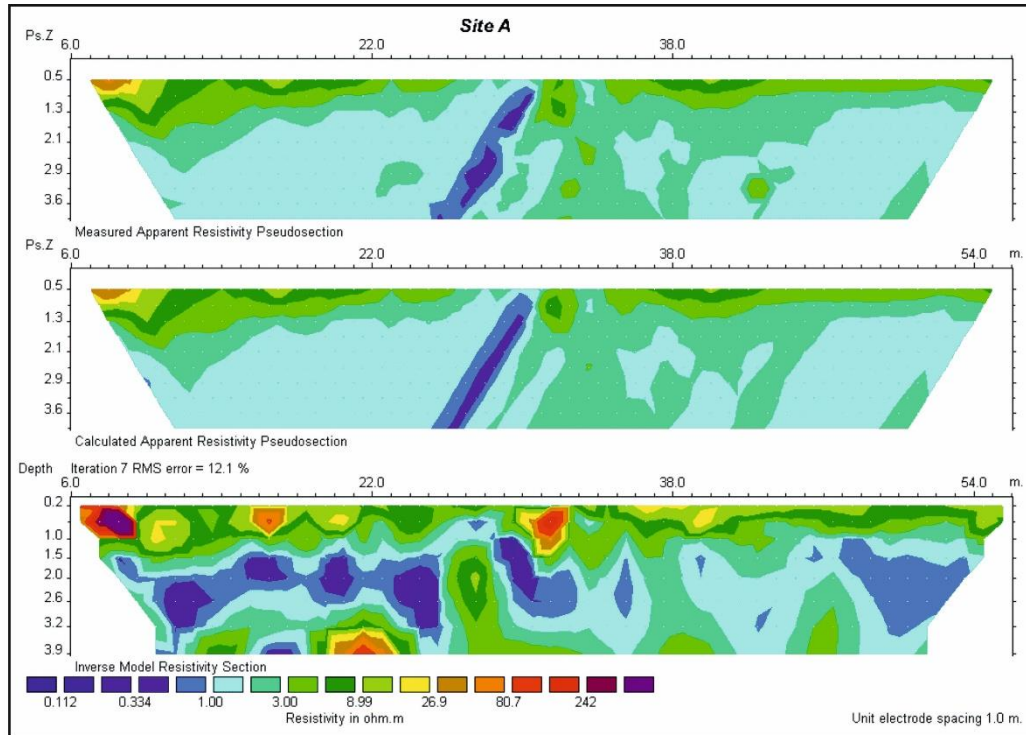 Site A
Ps.Z 6.0 22.0 38.0
0.5
1.3
2.1
2.9
3.6
Measured Apparent Resistivity Pseudosection
Ps.Z 6.0 22.0 38.0 54.0 m.
0.5
1.3
2.1
2.9
3.6
Calculated Apparent Resistivity Pseudosection
Depth Iteration 7 RMS error = 12.1 %
6.0 22.0 38.0 54.0 m.
0.2
1.0
1.5
2.0
2.6
3.2
3.9
Inverse Model Resistivity Section
0.112 0.334 1.00 3.00 8.99 26.9 80.7 242
Resistivity in ohm.m Unit electrode spacing 1.0 m.